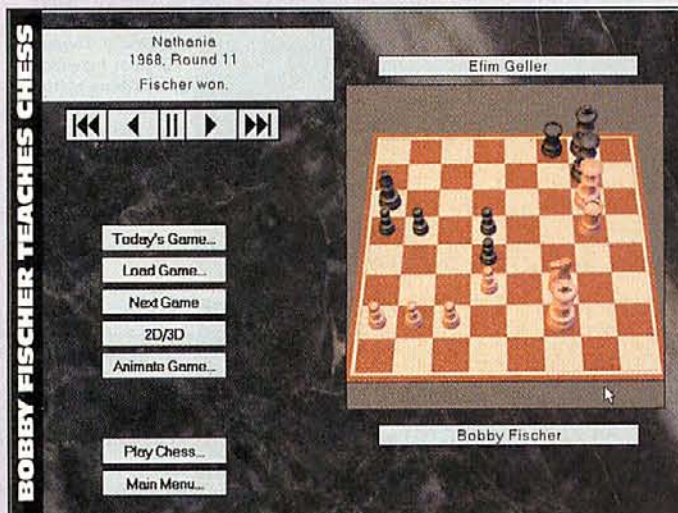 BOBBY FISCHER TEACHES CHESS
Nathania
1968, Round 11
Fischer won.
Efim Geller
Today's Game...
Load Game...
Next Game
2D/3D
Animate Game...
Play Chess...
Main Menu...
Bobby Fischer